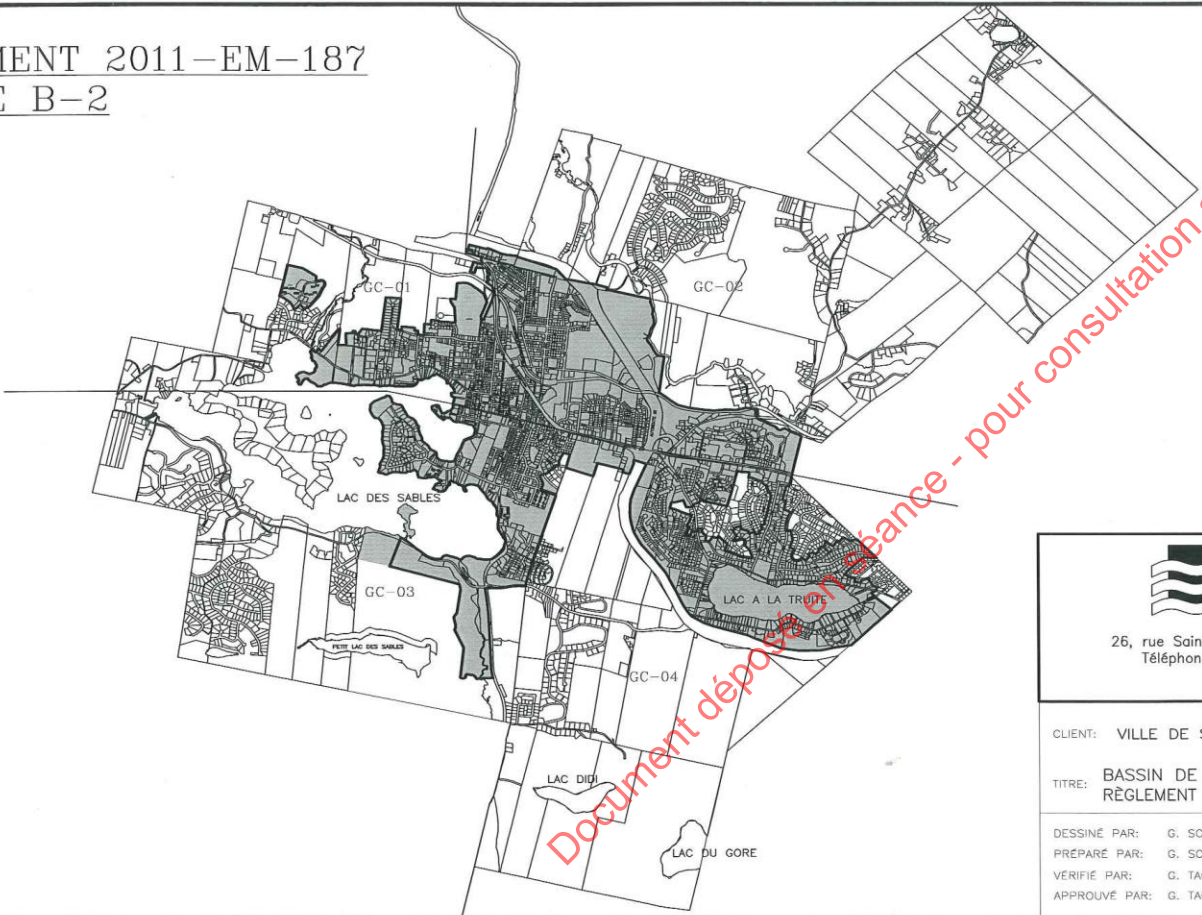 MENT 2011-EM-187
E B-2
GC-01
GC-02
LAC DES SABLES
GC-03
LAC A LA TRUITE
PETIT LAC DES SABLES
GC-04
LAC DIDI
LAC DU GORE
Document déposé en séance - pour consultation
26, rue Sain
Téléphon
CLIENT: VILLE DE S
TITRE: BASSIN DE
RÈGLEMENT
DESSINÉ PAR: G. SC
PRÉPARÉ PAR: G. SC
VÉRIFIÉ PAR: G. TA
APPROUVÉ PAR: G. TA